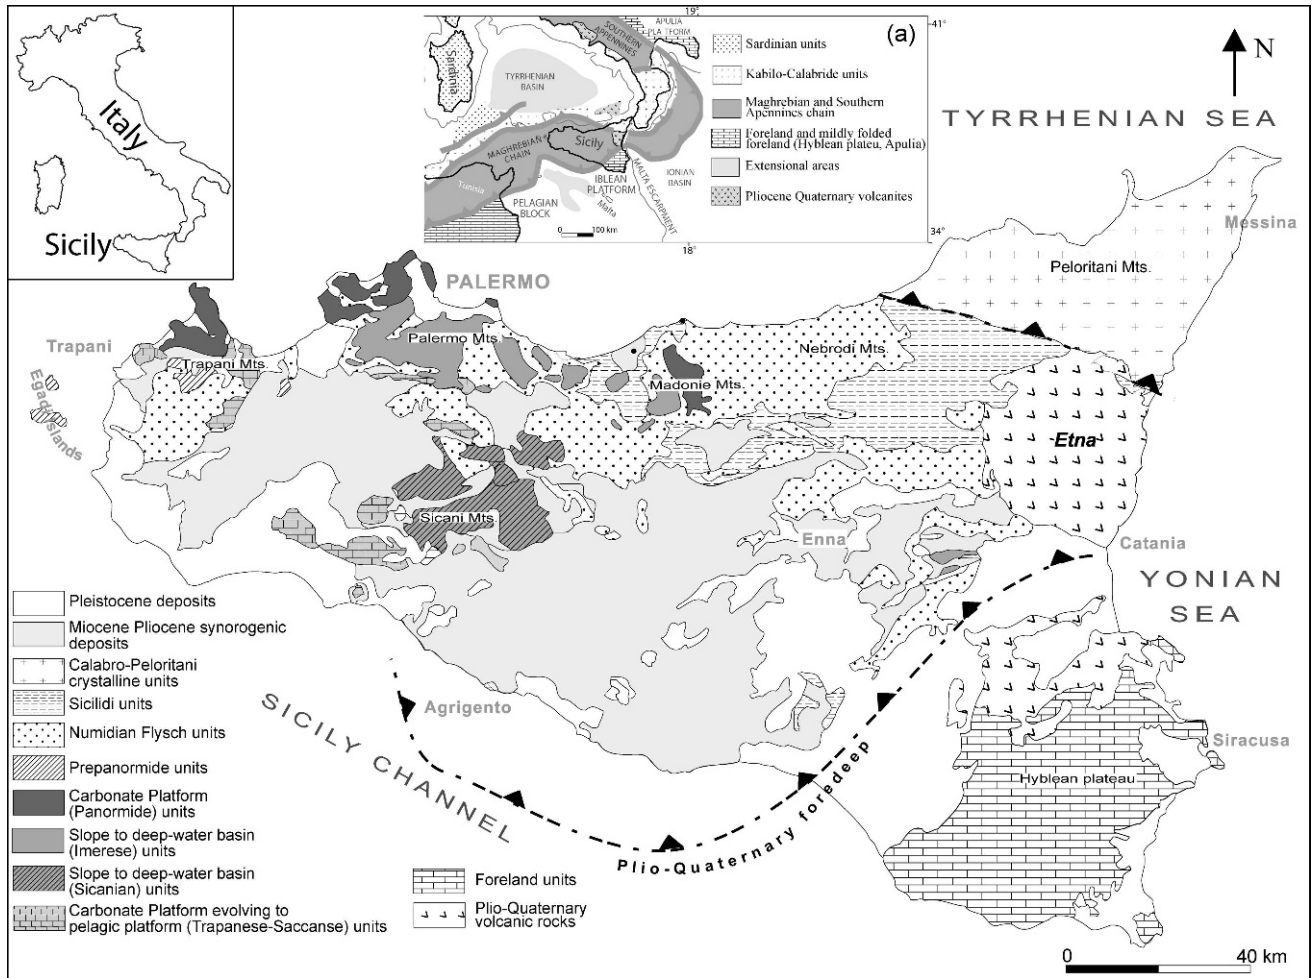 Italy
Sicily
19°
(a)
41°
APULIA
PLATFORM
SOUTHERN
APPENNINES
Sardinia
TYRRHENIAN
BASIN
MAGHREBIAN
CHAIN
Sicily
Tunisia
PELAGIAN
BLOCK
IBLEAN
PLATFORM
Malta
MALTA ESCARPMENT
IONIAN
BASIN
0 100 km
18°
34°
Sardinian units
Kabilo-Calabride units
Maghrebian and Southern
Apennines chain
Foreland and mildly folded
foreland (Hyblean plateu, Apulia)
Extensional areas
Pliocene Quaternary volcanites
N
TYRRHENIAN SEA
Messina
Peloritani Mts.
PALERMO
Trapani
Trapani Mts.
Palermo Mts.
Madonie Mts.
Nebrodi Mts.
Egadi Islands
Etna
Sicani Mts.
Enna
Catania
YONIAN
SEA
Agrigento
SICILY CHANNEL
Plio-Quaternary foredeep
Siracusa
Hyblean plateau
Pleistocene deposits
Miocene Pliocene synorogenic
deposits
Calabro-Peloritani
crystalline units
Sicilidi units
Numidian Flysch units
Prepanormide units
Carbonate Platform
(Panormide) units
Slope to deep-water basin
(Imerese) units
Slope to deep-water basin
(Sicanian) units
Carbonate Platform evolving to
pelagic platform (Trapanese-Saccanse) units
Foreland units
Plio-Quaternary
volcanic rocks
0 40 km